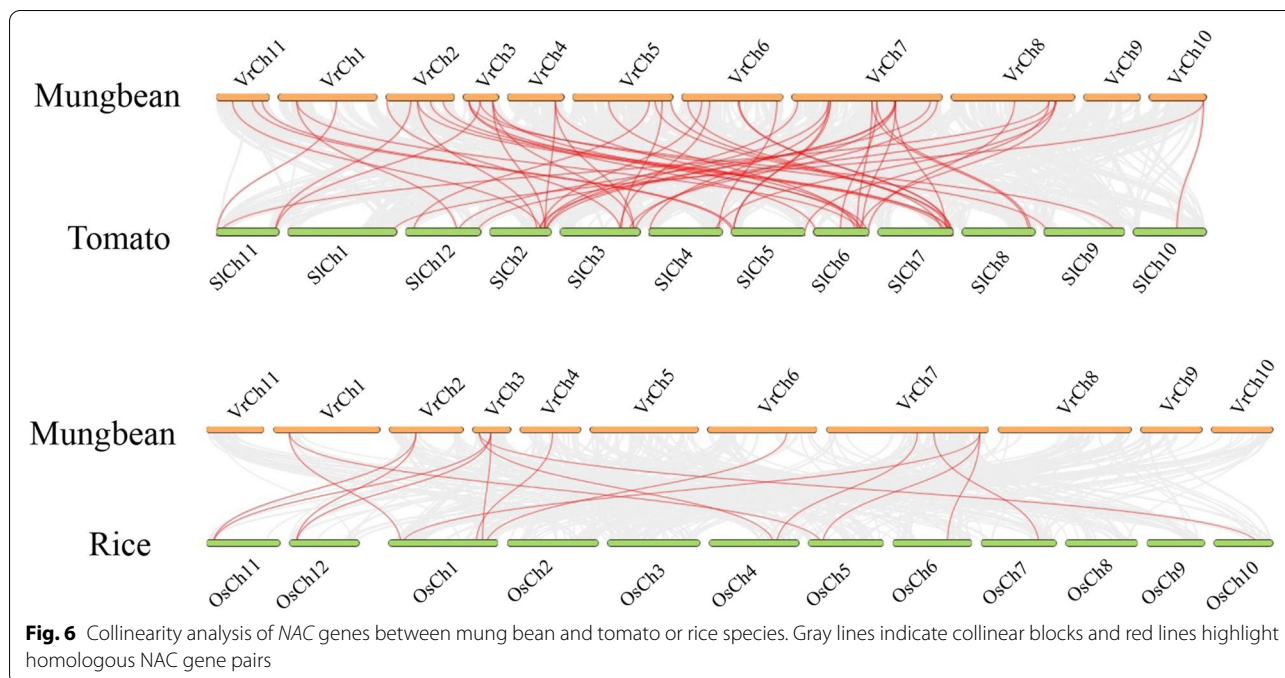 VrCh11 VrCh1 VrCh2 VrCh3 VrCh4 VrCh5 VrCh6 VrCh7 VrCh8 VrCh9 VrCh10
Mungbean
Tomato
SlCh11 SlCh1 SlCh12 SlCh2 SlCh3 SlCh4 SlCh5 SlCh6 SlCh7 SlCh8 SlCh9 SlCh10
VrCh11 VrCh1 VrCh2 VrCh3 VrCh4 VrCh5 VrCh6 VrCh7 VrCh8 VrCh9 VrCh10
Mungbean
Rice
OsCh11 OsCh12 OsCh1 OsCh2 OsCh3 OsCh4 OsCh5 OsCh6 OsCh7 OsCh8 OsCh9 OsCh10
Fig. 6 Collinearity analysis of NAC genes between mung bean and tomato or rice species. Gray lines indicate collinear blocks and red lines highlight
homologous NAC gene pairs